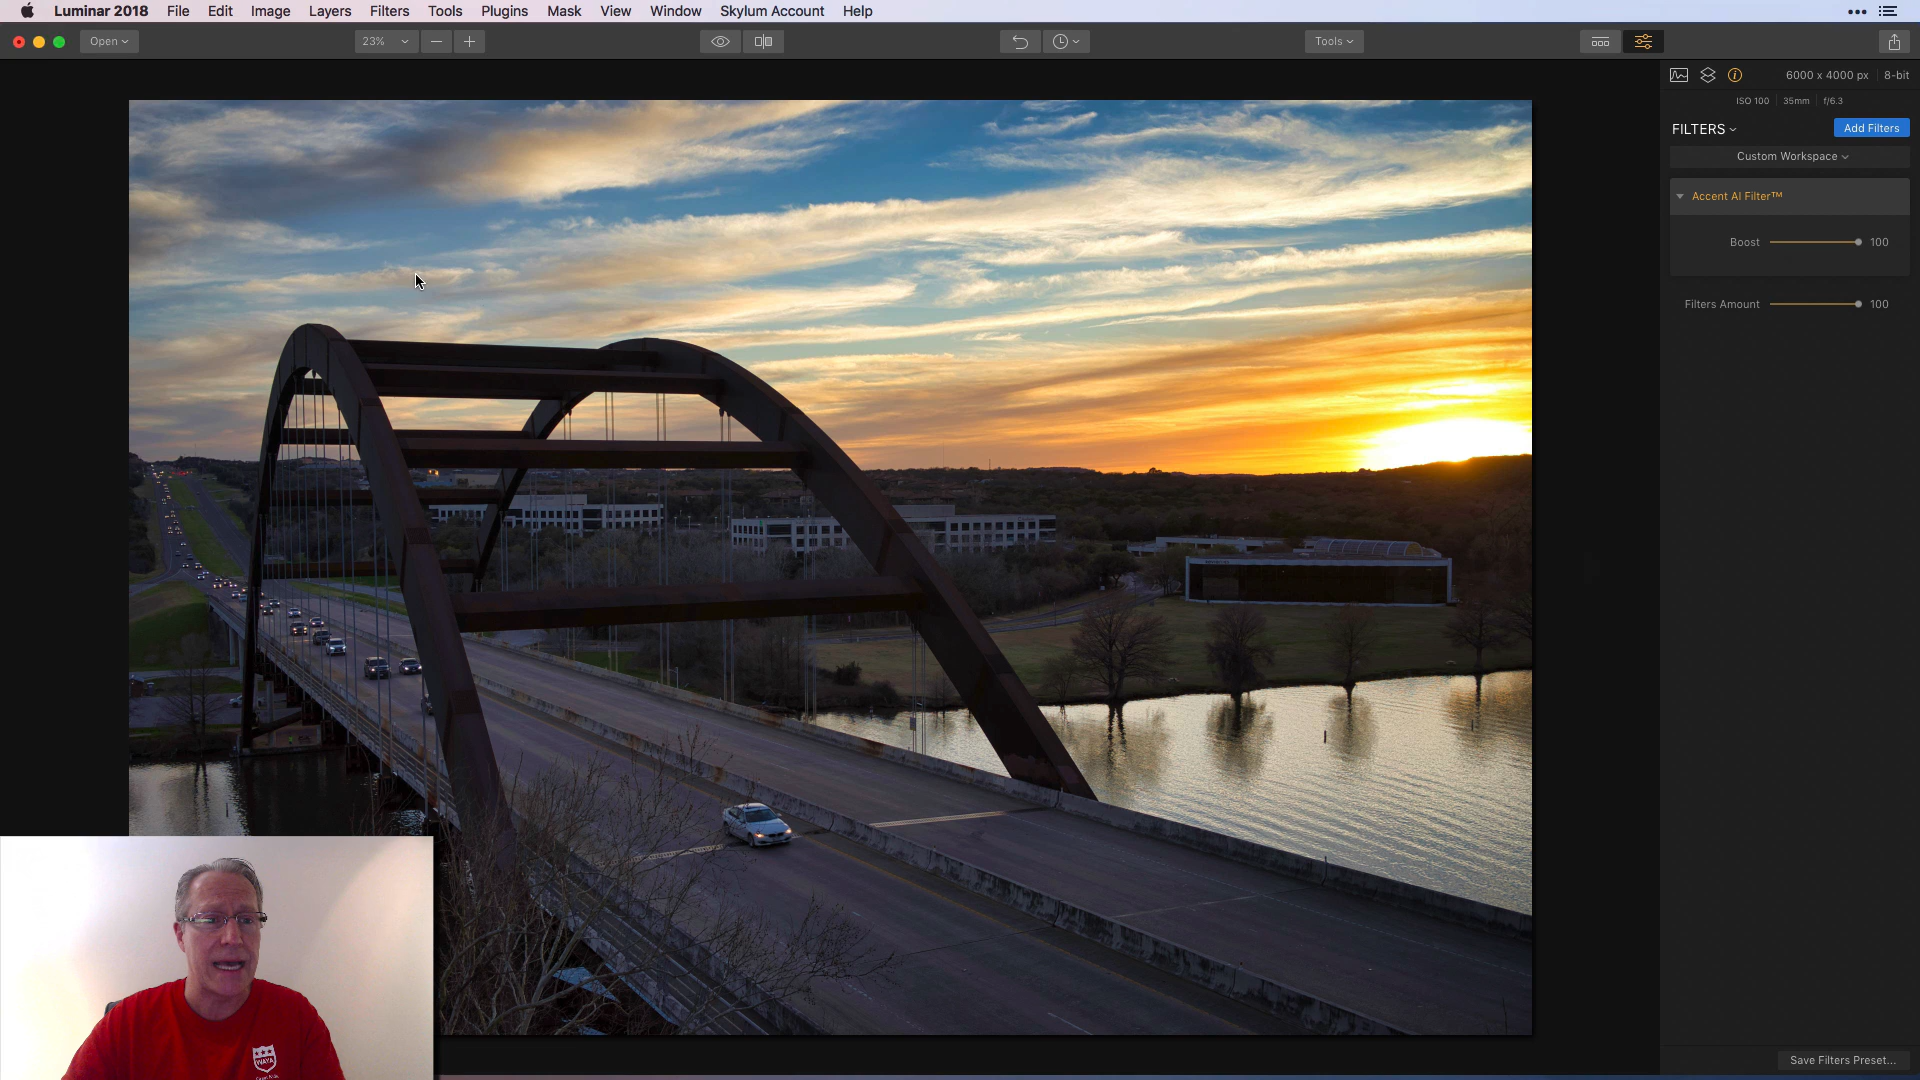 Luminar 2018 File Edit Image Layers Filters Tools Plugins Mask View Window Skylum Account Help
Open 23% Tools
6000 x 4000 px 8-bit
ISO 100 35mm f/6.3
FILTERS Add Filters
Custom Workspace
Accent AI Filter™
Boost 100
Filters Amount 100
Save Filters Preset...